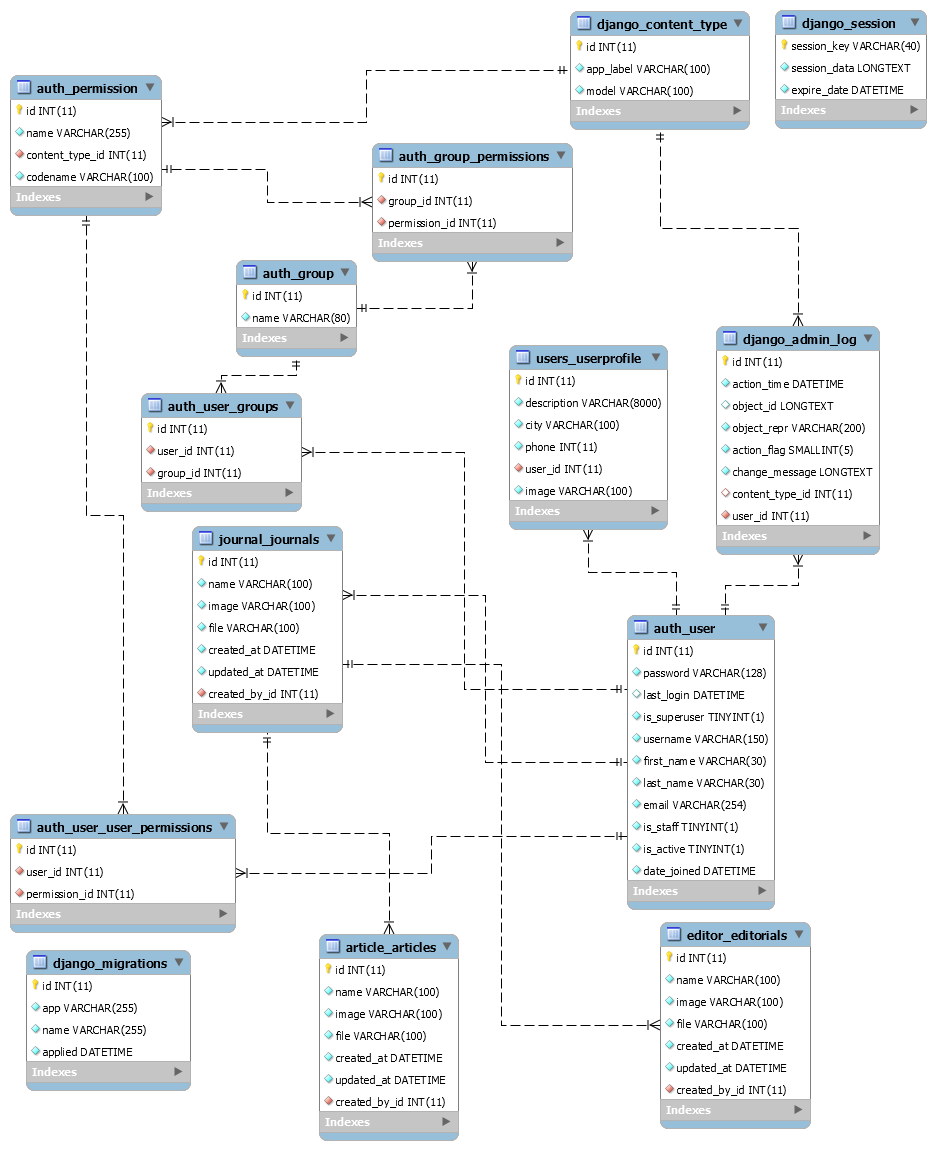 django_content_type
id INT(11)
app_label VARCHAR(100)
model VARCHAR(100)
Indexes
django_session
session_key VARCHAR(40)
session_data LONGTEXT
expire_date DATETIME
Indexes
auth_permission
id INT(11)
name VARCHAR(255)
content_type_id INT(11)
codename VARCHAR(100)
Indexes
auth_group_permissions
id INT(11)
group_id INT(11)
permission_id INT(11)
Indexes
auth_group
id INT(11)
name VARCHAR(80)
Indexes
django_admin_log
id INT(11)
action_time DATETIME
object_id LONGTEXT
object_repr VARCHAR(200)
action_flag SMALLINT(5)
change_message LONGTEXT
content_type_id INT(11)
user_id INT(11)
Indexes
users_userprofile
id INT(11)
description VARCHAR(8000)
city VARCHAR(100)
phone INT(11)
user_id INT(11)
image VARCHAR(100)
Indexes
auth_user_groups
id INT(11)
user_id INT(11)
group_id INT(11)
Indexes
journal_journals
id INT(11)
name VARCHAR(100)
image VARCHAR(100)
file VARCHAR(100)
created_at DATETIME
updated_at DATETIME
created_by_id INT(11)
Indexes
auth_user
id INT(11)
password VARCHAR(128)
last_login DATETIME
is_superuser TINYINT(1)
username VARCHAR(150)
first_name VARCHAR(30)
last_name VARCHAR(30)
email VARCHAR(254)
is_staff TINYINT(1)
is_active TINYINT(1)
date_joined DATETIME
Indexes
auth_user_user_permissions
id INT(11)
user_id INT(11)
permission_id INT(11)
Indexes
editor_editorials
id INT(11)
name VARCHAR(100)
image VARCHAR(100)
file VARCHAR(100)
created_at DATETIME
updated_at DATETIME
created_by_id INT(11)
Indexes
article_articles
id INT(11)
name VARCHAR(100)
image VARCHAR(100)
file VARCHAR(100)
created_at DATETIME
updated_at DATETIME
created_by_id INT(11)
Indexes
django_migrations
id INT(11)
app VARCHAR(255)
name VARCHAR(255)
applied DATETIME
Indexes